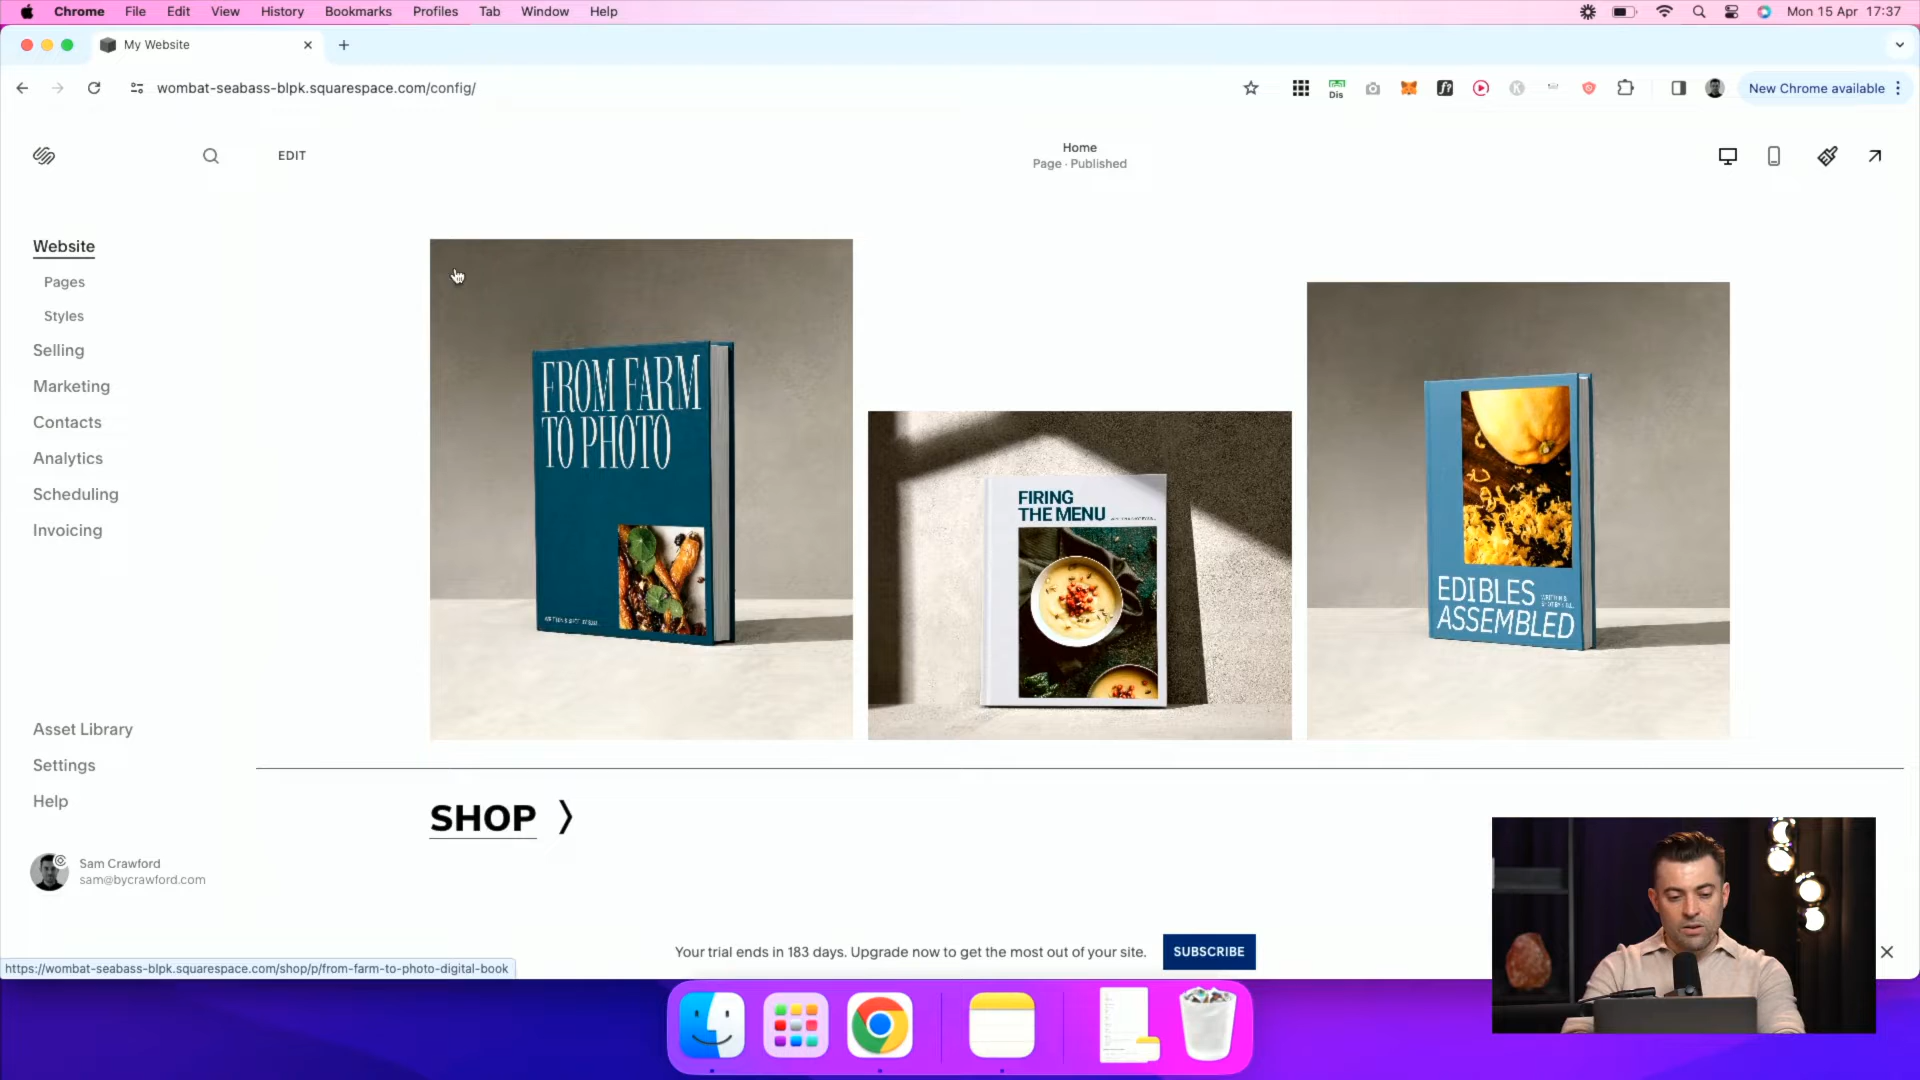 Chrome File Edit View History Bookmarks Profiles Tab Window Help Mon 15 Apr 17:37
My Website
wombat-seabass-blpk.squarespace.com/config/
Dis
New Chrome available
EDIT
Home
Page · Published
Website
Pages
Styles
Selling
Marketing
Contacts
Analytics
Scheduling
Invoicing
Asset Library
Settings
Help
Sam Crawford
sam@bycrawford.com
FROM FARM
TO PHOTO
FIRING
THE MENU
EDIBLES
ASSEMBLED
SHOP
Your trial ends in 183 days. Upgrade now to get the most out of your site. SUBSCRIBE
https://wombat-seabass-blpk.squarespace.com/shop/p/from-farm-to-photo-digital-book